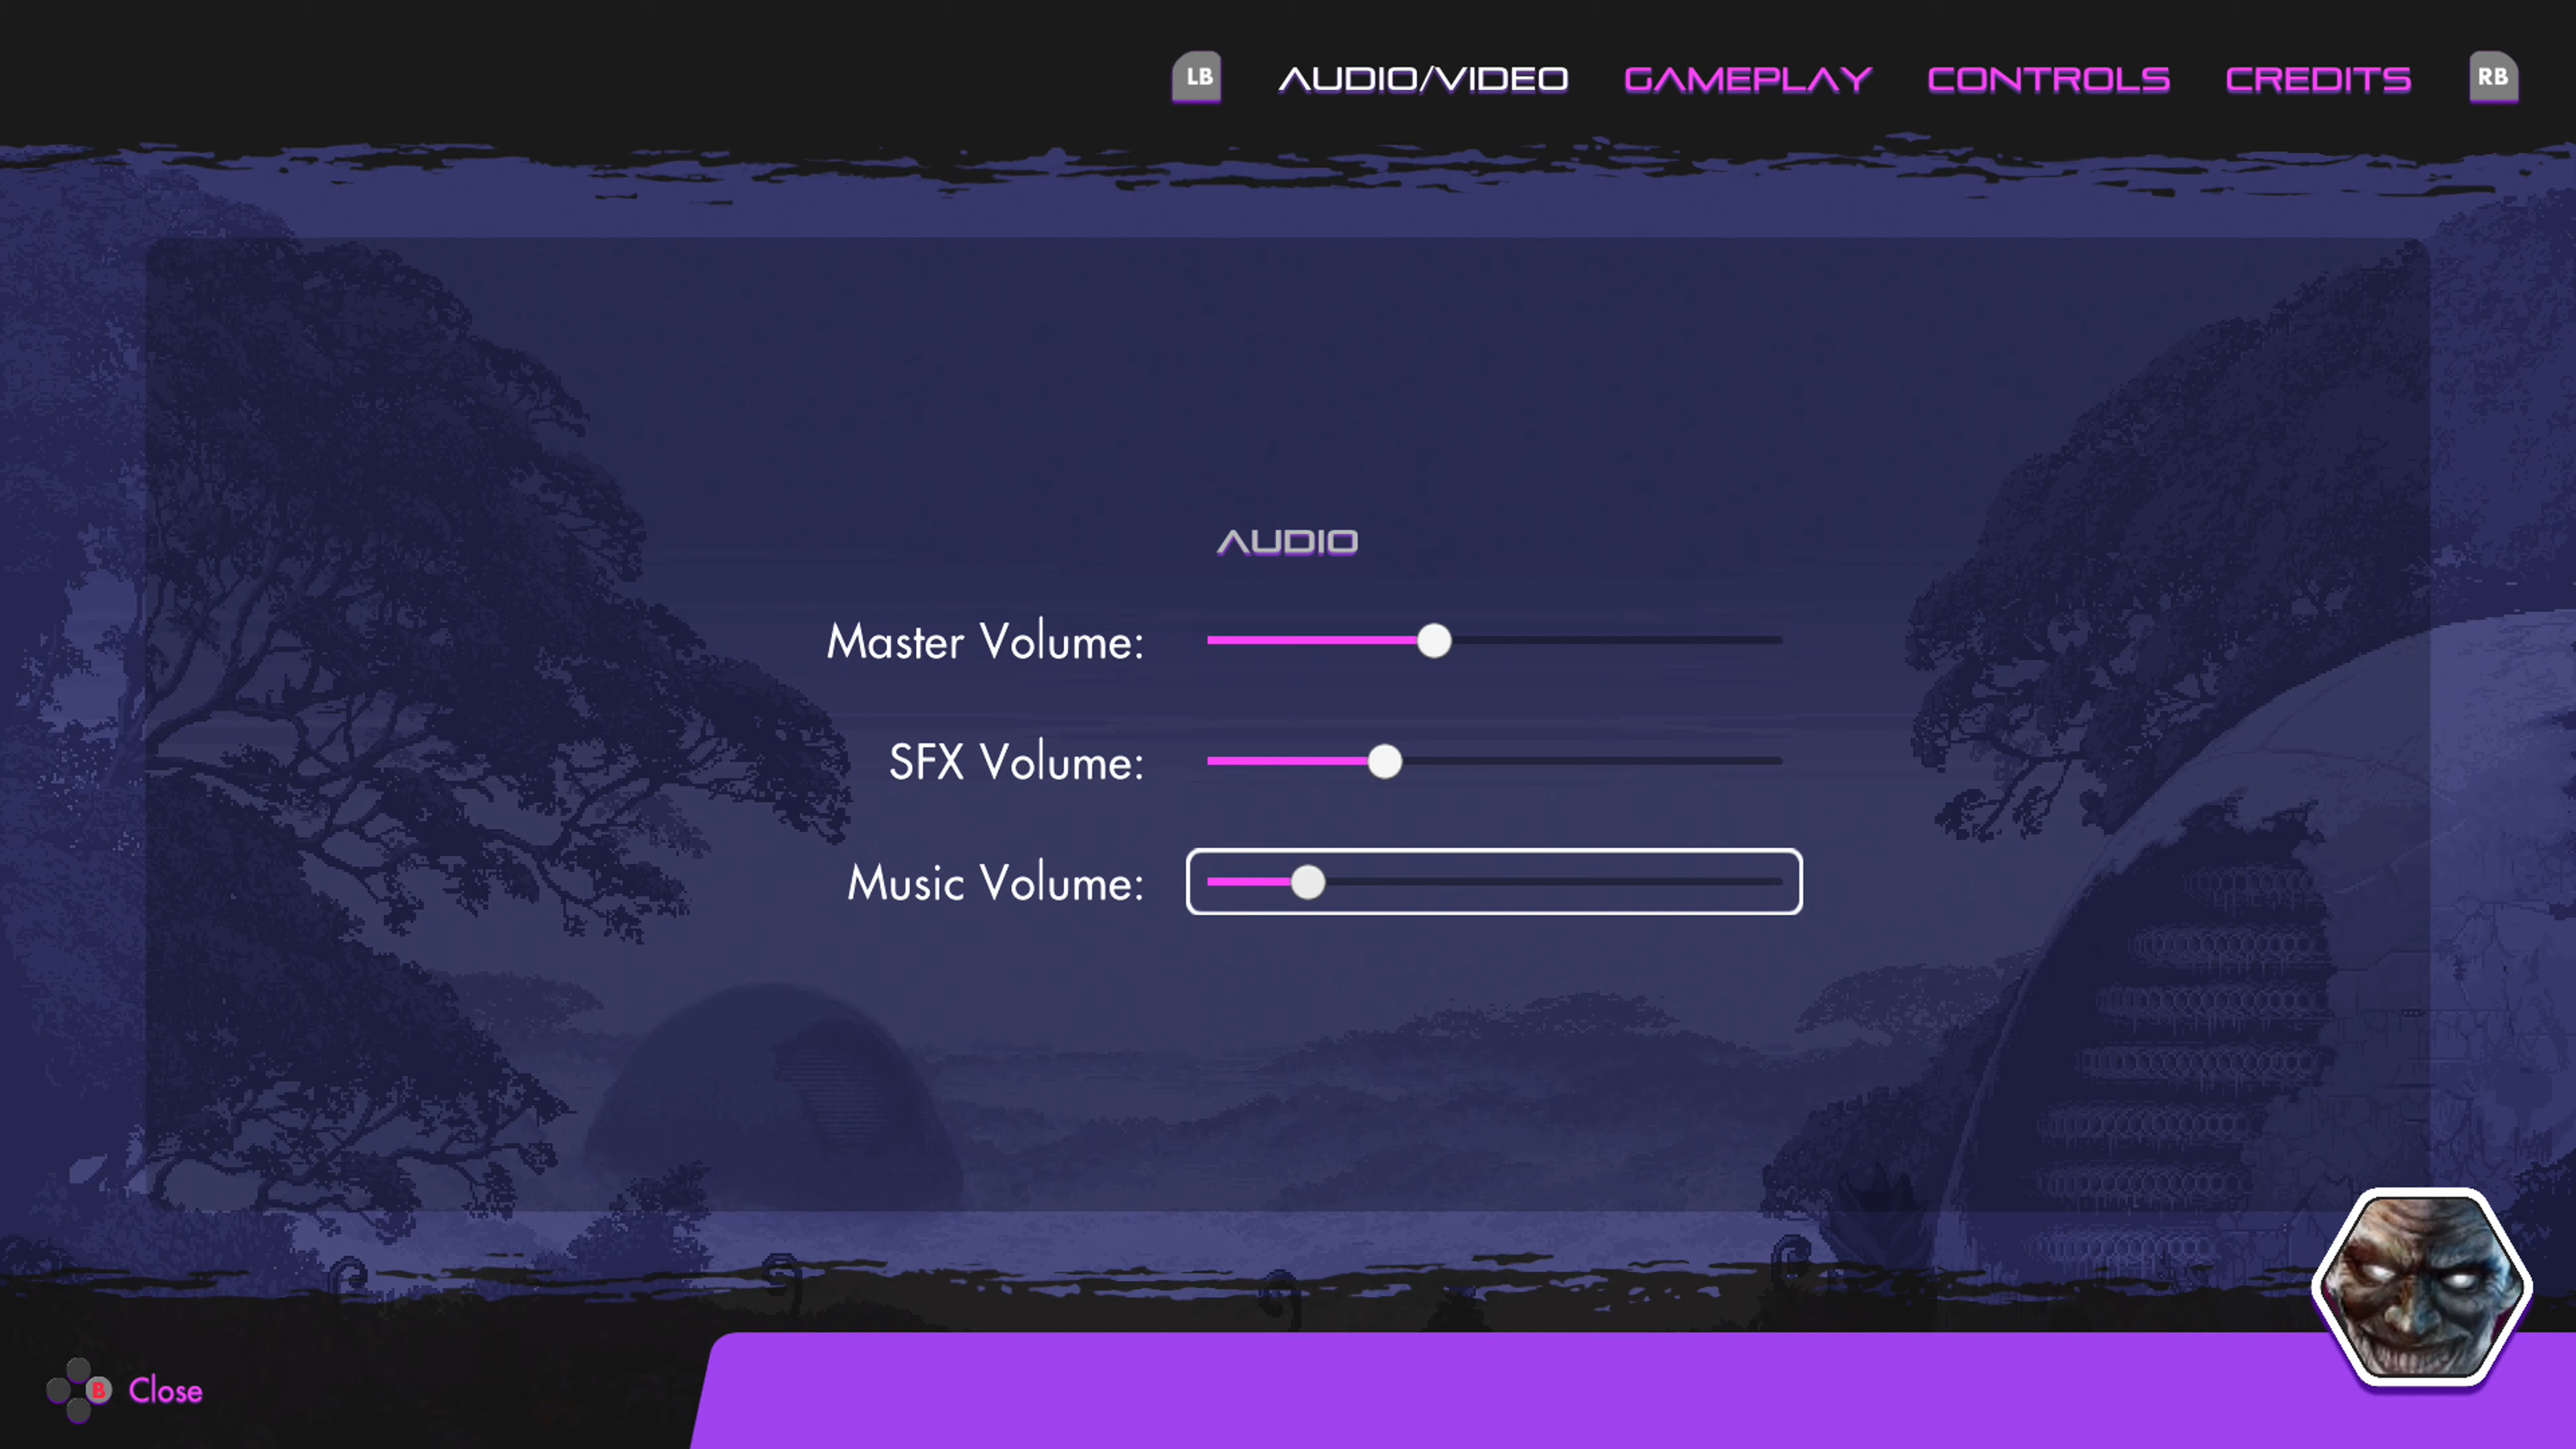 LB AUDIO/VIDEO GAMEPLAY CONTROLS CREDITS RB
AUDIO
Master Volume:
SFX Volume:
Music Volume:
B Close